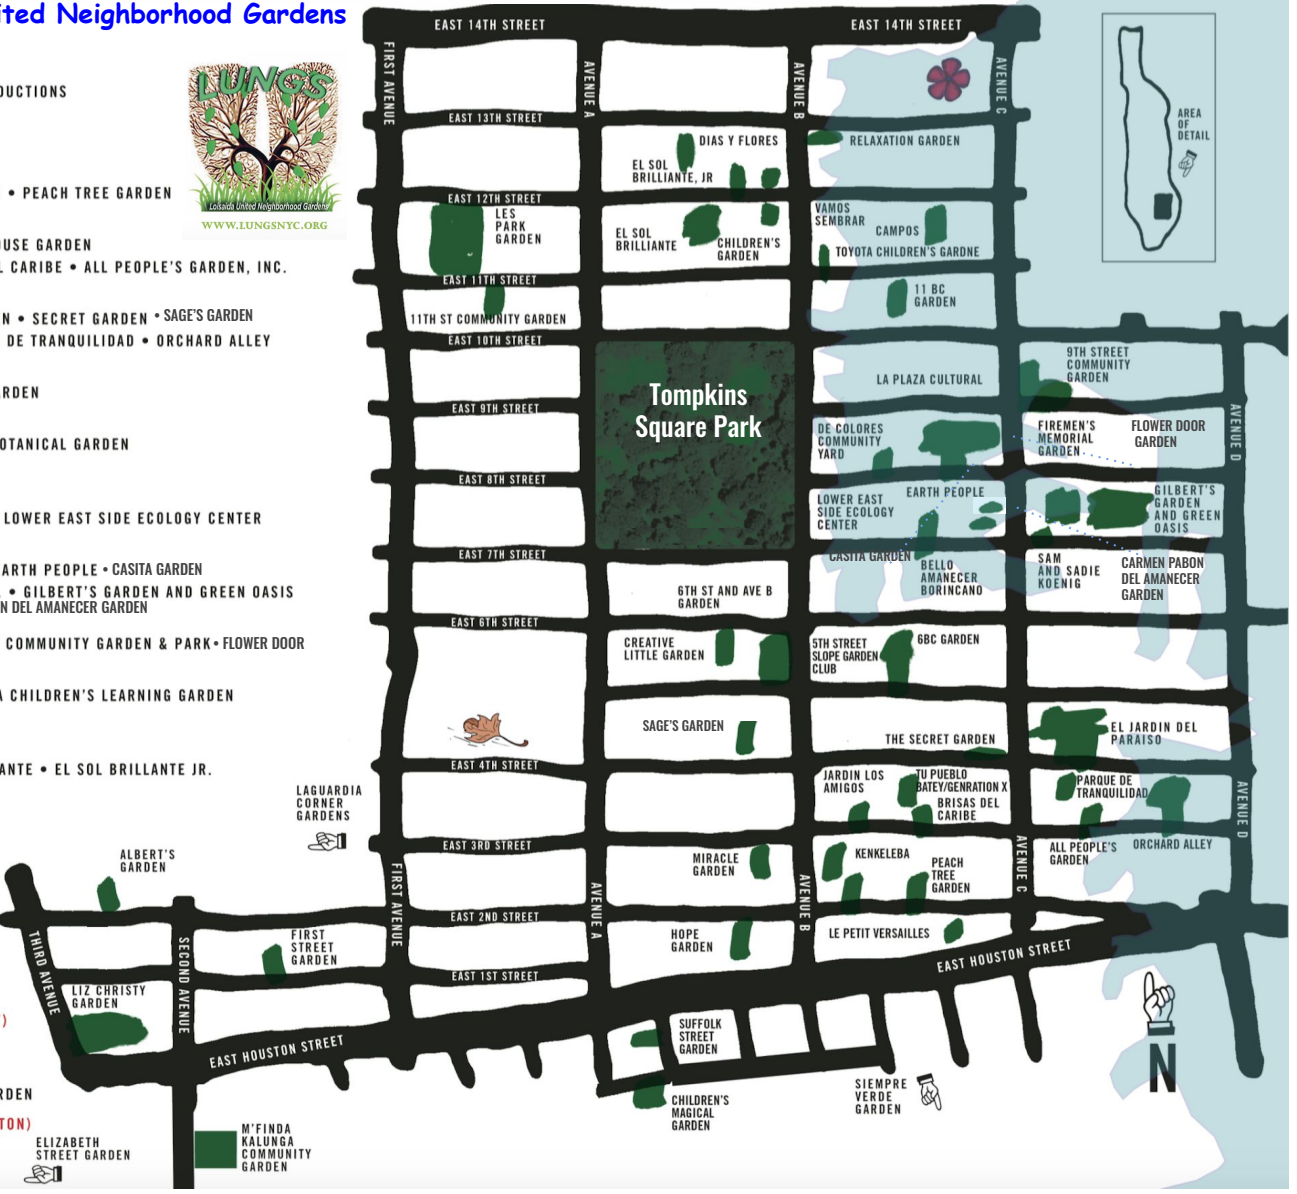 ited Neighborhood Gardens
LUNGS
Loisaida United Neighborhood Gardens
WWW.LUNGSNYC.ORG
DUCTIONS
• PEACH TREE GARDEN
OUSE GARDEN
L CARIBE • ALL PEOPLE'S GARDEN, INC.
N • SECRET GARDEN • SAGE'S GARDEN
DE TRANQUILIDAD • ORCHARD ALLEY
RDEN
OTANICAL GARDEN
LOWER EAST SIDE ECOLOGY CENTER
ARTH PEOPLE • CASITA GARDEN
• GILBERT'S GARDEN AND GREEN OASIS
N DEL AMANECER GARDEN
COMMUNITY GARDEN & PARK• FLOWER DOOR
A CHILDREN'S LEARNING GARDEN
ANTE • EL SOL BRILLANTE JR.
)
RDEN
TON)
EAST 14TH STREET
EAST 14TH STREET
FIRST AVENUE
AVENUE A
AVENUE B
AVENUE C
AREA
OF
DETAIL
EAST 13TH STREET
DIAS Y FLORES
RELAXATION GARDEN
EL SOL
BRILLIANTE, JR
EAST 12TH STREET
LES
PARK
GARDEN
EL SOL
BRILLIANTE
CHILDREN'S
GARDEN
VAMOS
SEMBRAR
CAMPOS
TOYOTA CHILDREN'S GARDNE
EAST 11TH STREET
11 BC
GARDEN
11TH ST COMMUNITY GARDEN
EAST 10TH STREET
Tompkins
Square Park
LA PLAZA CULTURAL
9TH STREET
COMMUNITY
GARDEN
EAST 9TH STREET
DE COLORES
COMMUNITY
YARD
FIREMEN'S
MEMORIAL
GARDEN
FLOWER DOOR
GARDEN
AVENUE D
EAST 8TH STREET
LOWER EAST
SIDE ECOLOGY
CENTER
EARTH PEOPLE
GILBERT'S
GARDEN
AND GREEN
OASIS
EAST 7TH STREET
CASITA GARDEN
BELLO
AMANECER
BORINCANO
SAM
AND SADIE
KOENIG
CARMEN PABON
DEL AMANECER
GARDEN
6TH ST AND AVE B
GARDEN
EAST 6TH STREET
CREATIVE
LITTLE GARDEN
5TH STREET
SLOPE GARDEN
CLUB
6BC GARDEN
SAGE'S GARDEN
THE SECRET GARDEN
EL JARDIN DEL
PARAISO
EAST 4TH STREET
JARDIN LOS
AMIGOS
TU PUEBLO
BATEY/GENRATION X
BRISAS DEL
CARIBE
PARQUE DE
TRANQUILIDAD
AVENUE D
LAGUARDIA
CORNER
GARDENS
EAST 3RD STREET
MIRACLE
GARDEN
KENKELEBA
PEACH
TREE
GARDEN
AVENUE C
ALL PEOPLE'S
GARDEN
ORCHARD ALLEY
ALBERT'S
GARDEN
FIRST AVENUE
AVENUE A
AVENUE B
EAST 2ND STREET
THIRD AVENUE
SECOND AVENUE
FIRST
STREET
GARDEN
HOPE
GARDEN
LE PETIT VERSAILLES
EAST HOUSTON STREET
EAST 1ST STREET
LIZ CHRISTY
GARDEN
EAST HOUSTON STREET
SUFFOLK
STREET
GARDEN
N
SIEMPRE
VERDE
GARDEN
CHILDREN'S
MAGICAL
GARDEN
M'FINDA
KALUNGA
COMMUNITY
GARDEN
ELIZABETH
STREET GARDEN